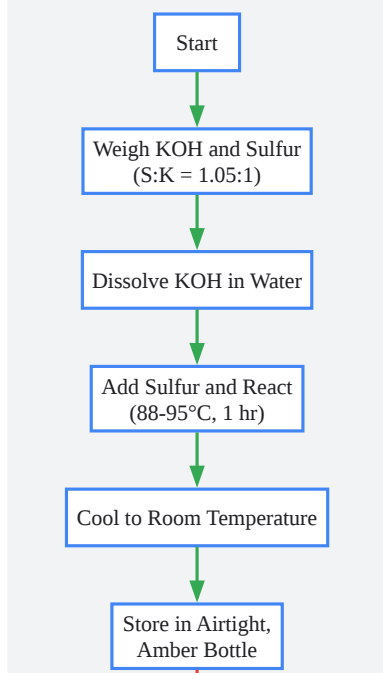 Start
Weigh KOH and Sulfur
(S:K = 1.05:1)
Dissolve KOH in Water
Add Sulfur and React
(88-95°C, 1 hr)
Cool to Room Temperature
Store in Airtight,
Amber Bottle